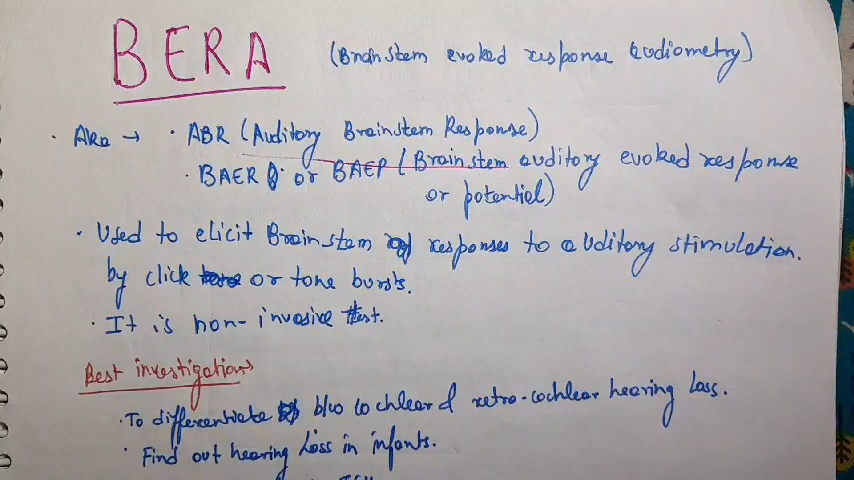 BERA (Brainstem evoked response audiometry)
· AKA → · ABR (Auditory Brainstem Response)
· BAER or BAEP (Brainstem auditory evoked response
or potential)
· Used to elicit Brainstem responses to auditory stimulation.
by click or tone bursts.
· It is non-invasive test.
Best investigation
· To differentiate b/w cochlear & retro-cochlear hearing loss.
· Find out hearing loss in infants.